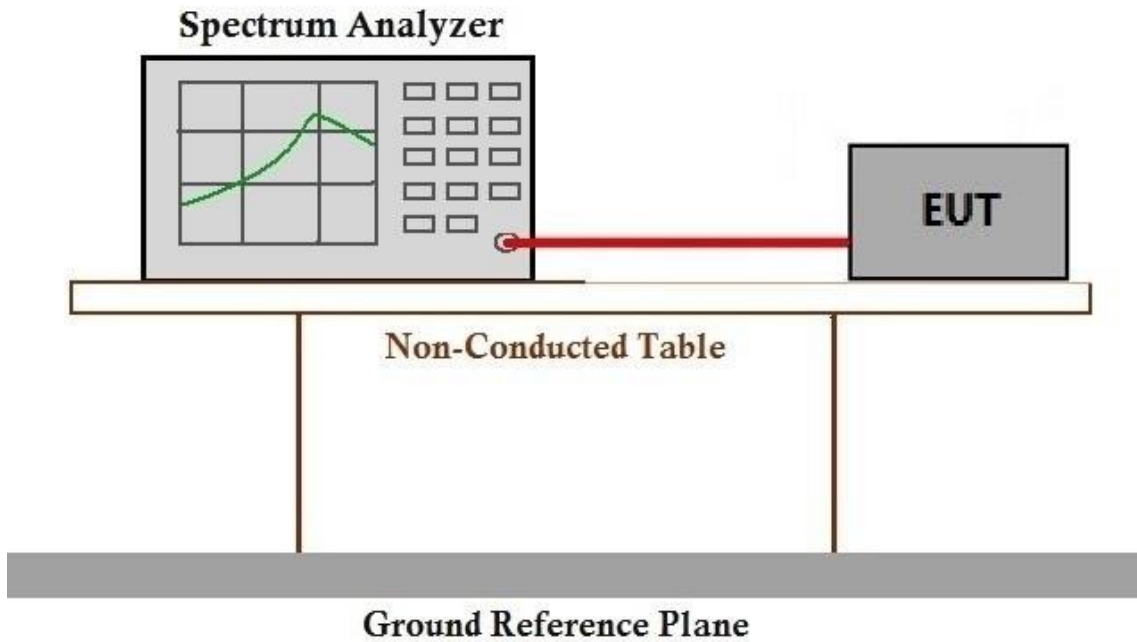 Spectrum Analyzer
EUT
Non-Conducted Table
Ground Reference Plane